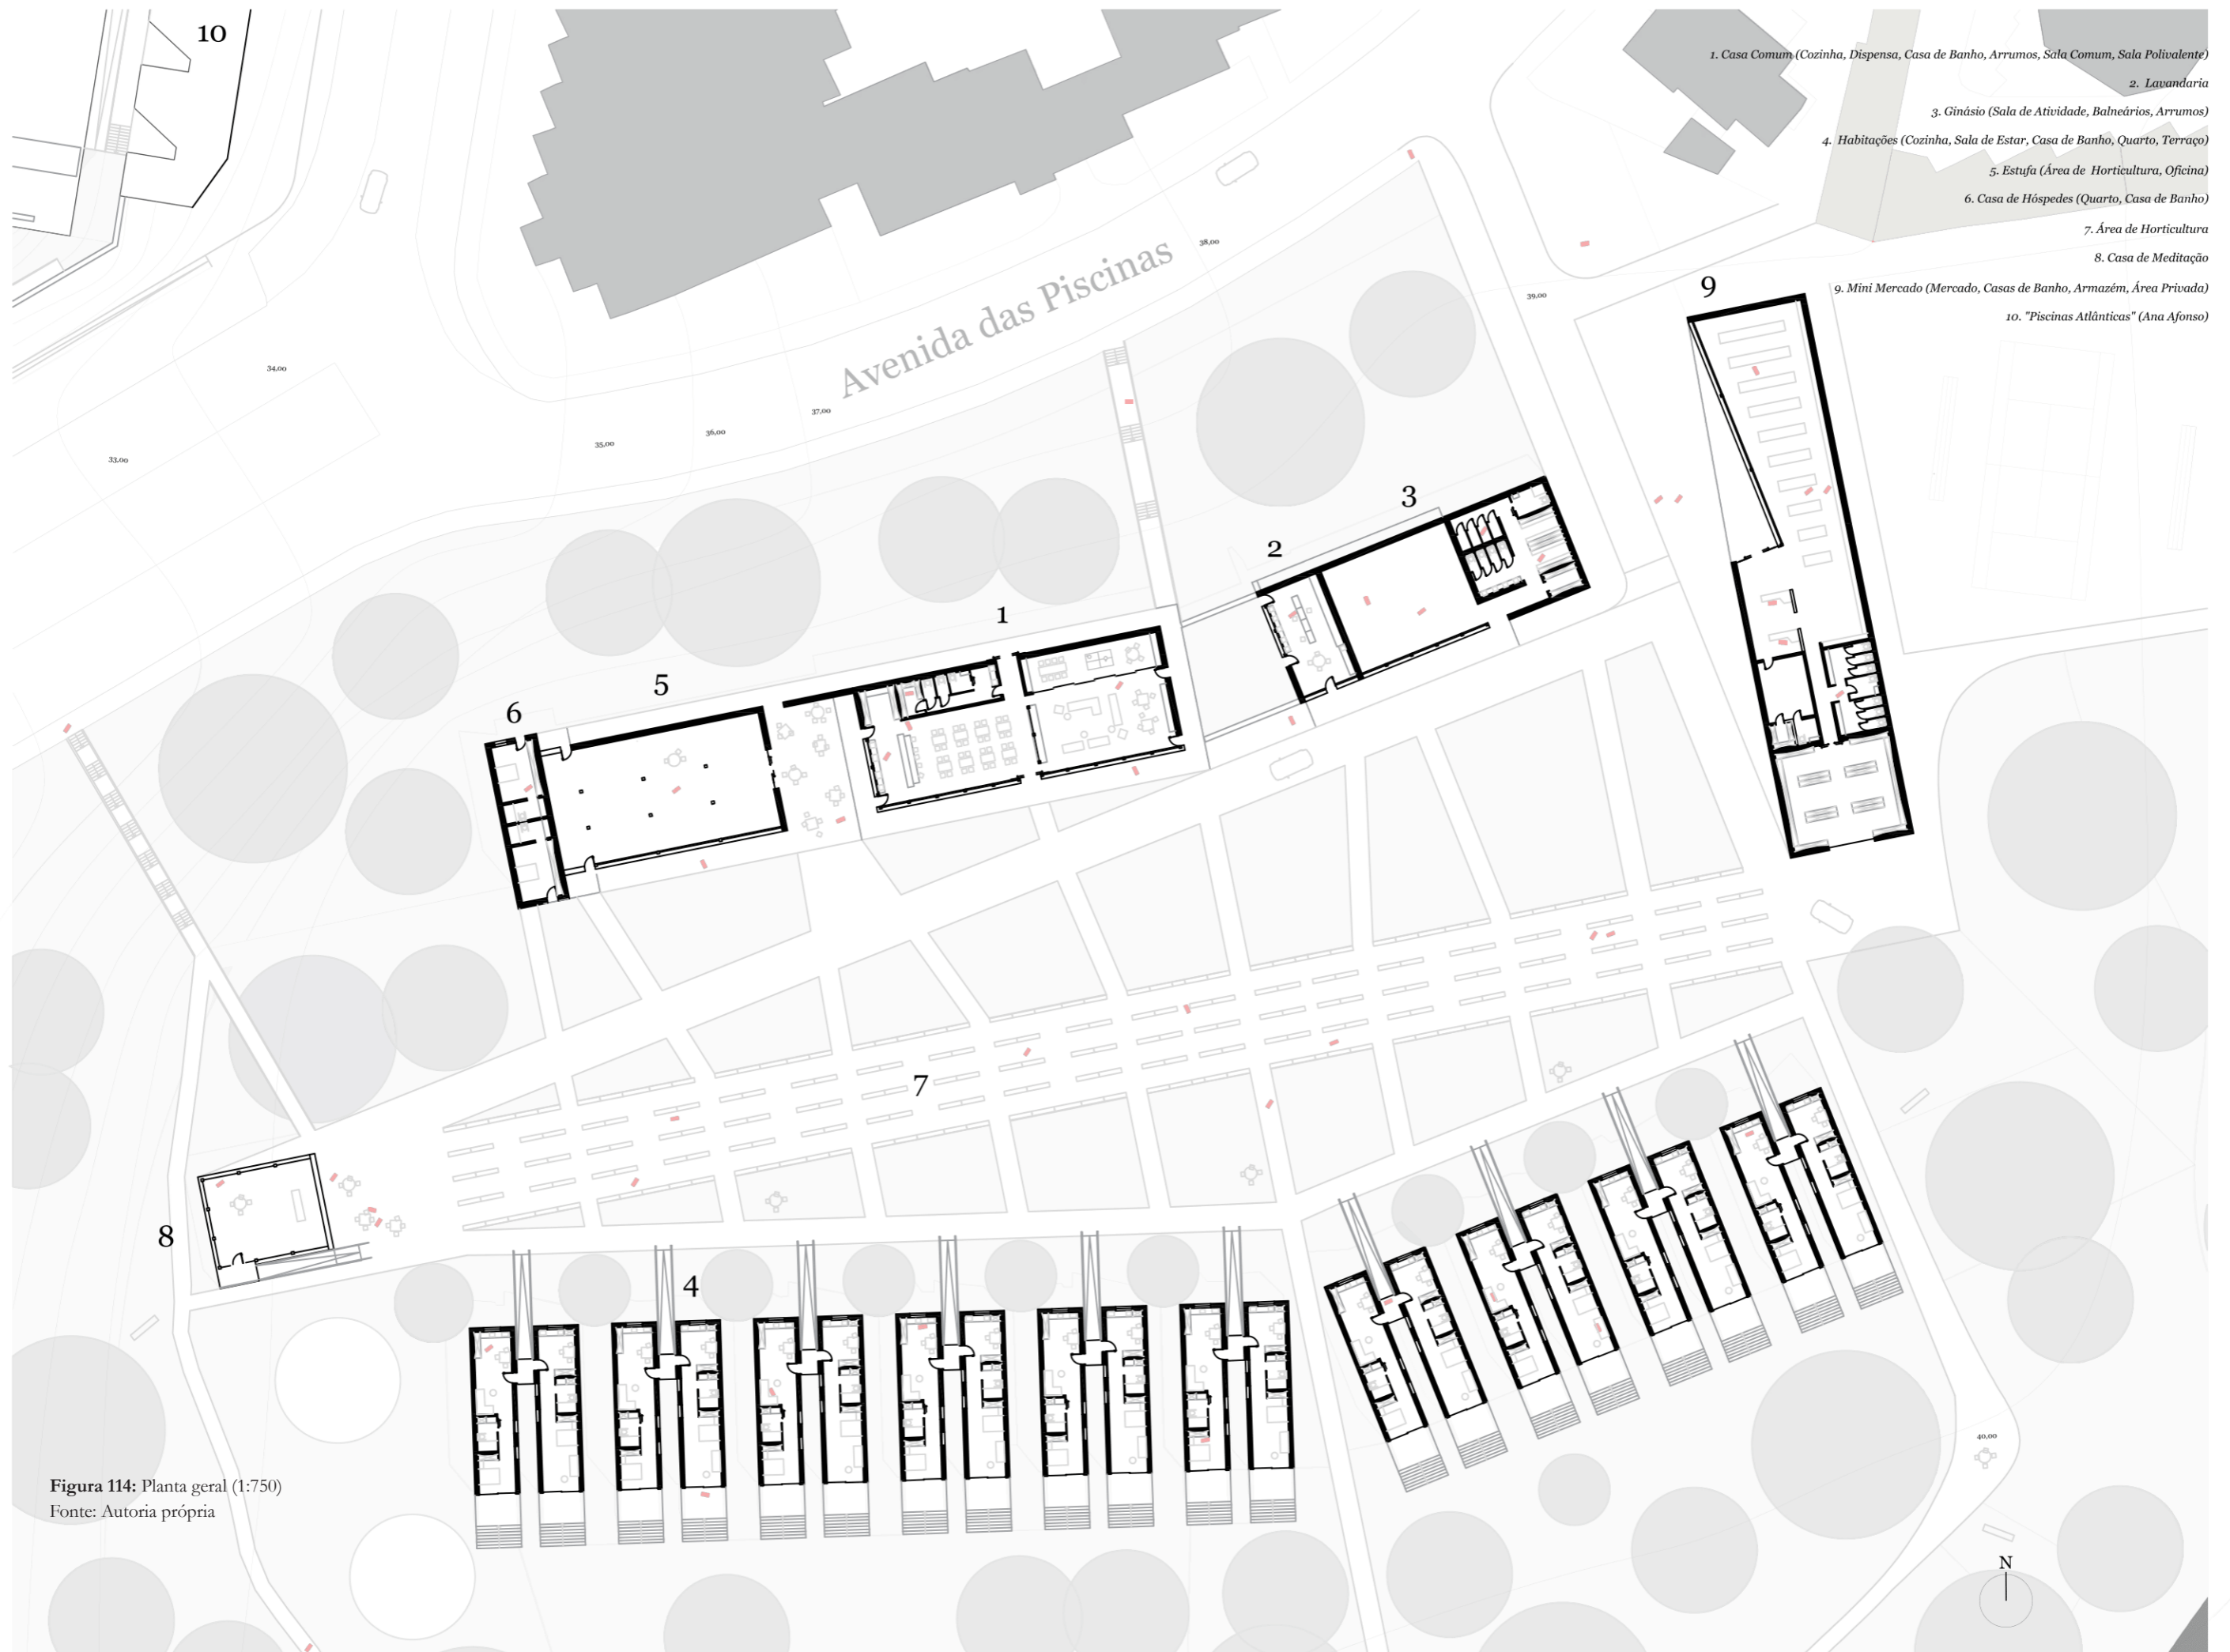 10
1. Casa Comum (Cozinha, Dispensa, Casa de Banho, Arrumos, Sala Comum, Sala Polivalente)
2. Lavandaria
3. Ginásio (Sala de Atividade, Balneários, Arrumos)
4. Habitações (Cozinha, Sala de Estar, Casa de Banho, Quarto, Terraço)
5. Estufa (Área de Horticultura, Oficina)
6. Casa de Hóspedes (Quarto, Casa de Banho)
7. Área de Horticultura
8. Casa de Meditação
9. Mini Mercado (Mercado, Casas de Banho, Armazém, Área Privada)
10. "Piscinas Atlânticas" (Ana Afonso)
Avenida das Piscinas
38,00
39,00
9
34,00
37,00
36,00
35,00
33,00
3
2
1
5
6
7
8
4
40,00
Figura 114: Planta geral (1:750)
Fonte: Autoria própria
N